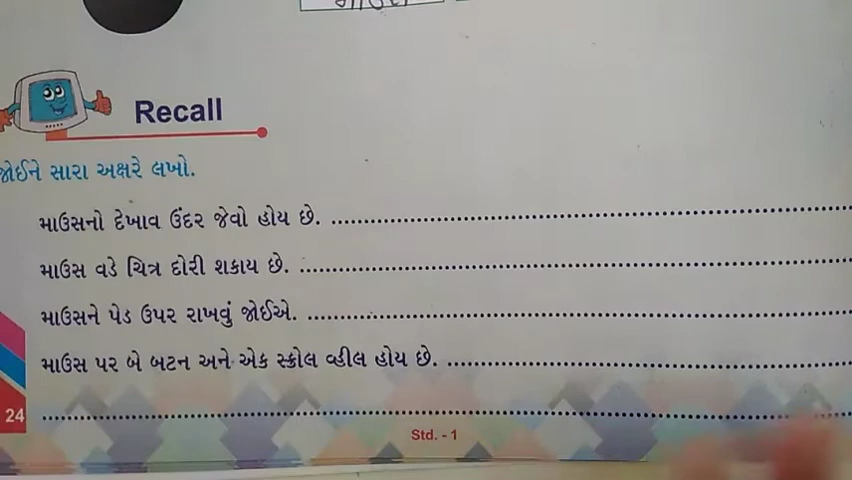 માઉસ
Recall
જોઈને સારા અક્ષરે લખો.
માઉસનો દેખાવ ઉંદર જેવો હોય છે. ........................
માઉસ વડે ચિત્ર દોરી શકાય છે. ........................
માઉસને પેડ ઉપર રાખવું જોઈએ. ........................
માઉસ પર બે બટન અને એક સ્ક્રોલ વ્હીલ હોય છે. ........................
24 ........................
Std. - 1